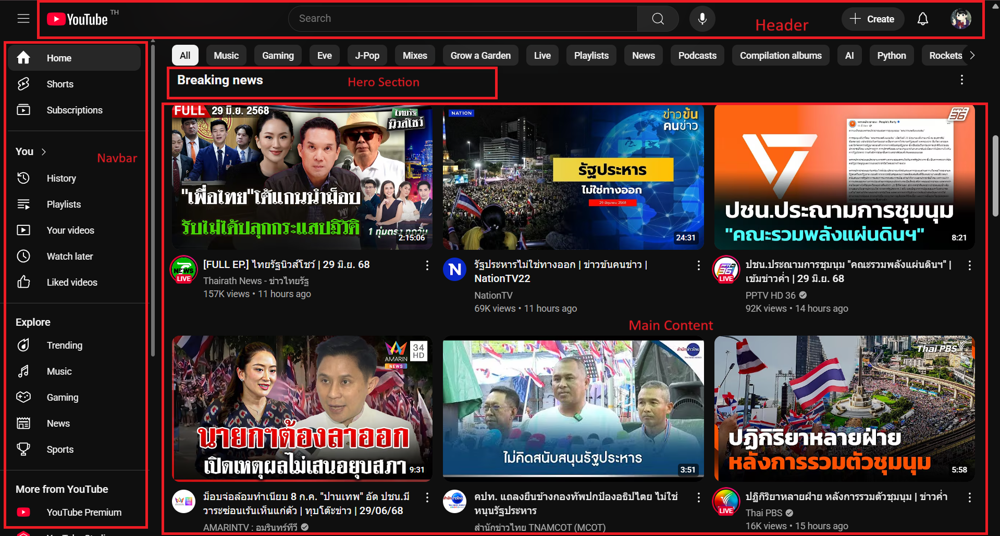 YouTube TH
Search
Header
Create
Home
Shorts
Subscriptions
You
Navbar
History
Playlists
Your videos
Watch later
Liked videos
Explore
Trending
Music
Gaming
News
Sports
More from YouTube
YouTube Premium
All
Music
Gaming
Eve
J-Pop
Mixes
Grow a Garden
Live
Playlists
News
Podcasts
Compilation albums
AI
Python
Rockets
Breaking news
Hero Section
FULL 29 มิ.ย. 2568
ไทยรัฐ
นิวส์โชว์
"เพื่อไทย"โต้แกนนำม็อบ
รับไม่ได้ปลุกกระแสปฏิวัติ
1 ทุ่มตรง ทุกวัน
2:15:06
NATION
ข่าวข้น
คนข่าว
รัฐประหาร
ไม่ใช่ทางออก
29 มิถุนายน 2568
24:31
PPTV HD
36
พรรคประชาชน - People's Party
ปชน.ประณามการชุมนุม
"คณะรวมพลังแผ่นดินฯ"
8:21
NEWS
LIVE
[FULL EP.] ไทยรัฐนิวส์โชว์ | 29 มิ.ย. 68
Thairath News - ข่าวไทยรัฐ
157K views • 11 hours ago
N
รัฐประหารไม่ใช่ทางออก | ข่าวข้นคนข่าว |
NationTV22
NationTV
69K views • 11 hours ago
PPTV HD
36
LIVE
ปชน.ประณามการชุมนุม "คณะรวมพลังแผ่นดินฯ" |
เข้มข่าวค่ำ | 29 มิ.ย. 68
PPTV HD 36
92K views • 14 hours ago
Main Content
AMARIN
NEWS
34
HD
นายกฯต้องลาออก
เปิดเหตุผลไม่เสนอยุบสภา
9:31
สำนักข่าวไทย
ไม่คิดสนับสนุนรัฐประหาร
3:51
Thai PBS
ปฏิกิริยาหลายฝ่าย
หลังการรวมตัวชุมนุม
5:58
ม็อบจ่อล้อมทำเนียบ 8 ก.ค. "ปานเทพ" อัด ปชน.มี
วาระซ่อนเร้นเห็นแก่ตัว | ทุบโต๊ะข่าว | 29/06/68
AMARINTV : อมรินทร์ทีวี
สำนักข่าวไทย
คปท. แถลงยืนข้างกองทัพปกป้องอธิปไตย ไม่ใช่
หนุนรัฐประหาร
สำนักข่าวไทย TNAMCOT (MCOT)
LIVE
ปฏิกิริยาหลายฝ่าย หลังการรวมตัวชุมนุม | ข่าวค่ำ
Thai PBS
16K views • 15 hours ago